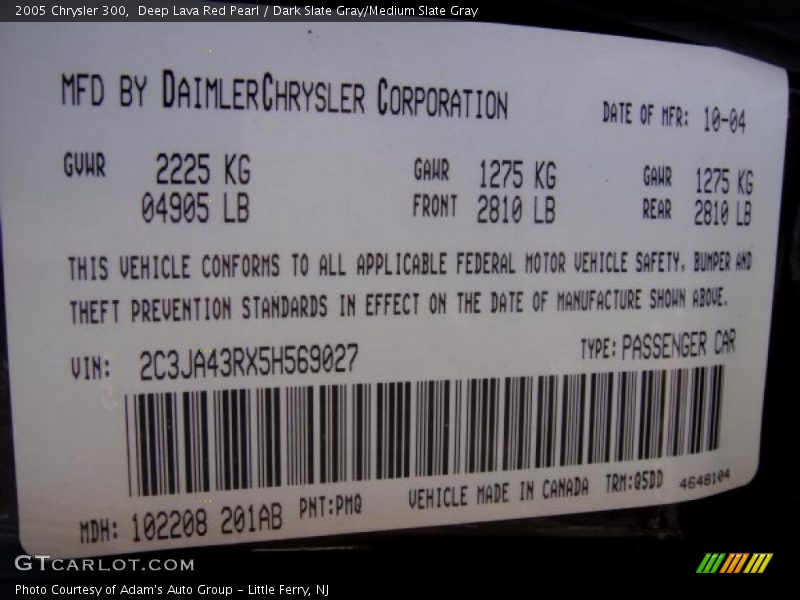 2005 Chrysler 300, Deep Lava Red Pearl / Dark Slate Gray/Medium Slate Gray
MFD BY DAIMLERCHRYSLER CORPORATION DATE OF MFR: 10-04
GVWR 2225 KG GAWR 1275 KG GAWR 1275 KG
04905 LB FRONT 2810 LB REAR 2810 LB
THIS VEHICLE CONFORMS TO ALL APPLICABLE FEDERAL MOTOR VEHICLE SAFETY, BUMPER AND
THEFT PREVENTION STANDARDS IN EFFECT ON THE DATE OF MANUFACTURE SHOWN ABOVE.
VIN: 2C3JA43RX5H569027 TYPE: PASSENGER CAR
MDH: 102208 201AB PNT:PMQ VEHICLE MADE IN CANADA TRM:Q5DD 4648104
GTCARLOT.COM
Photo Courtesy of Adam's Auto Group - Little Ferry, NJ